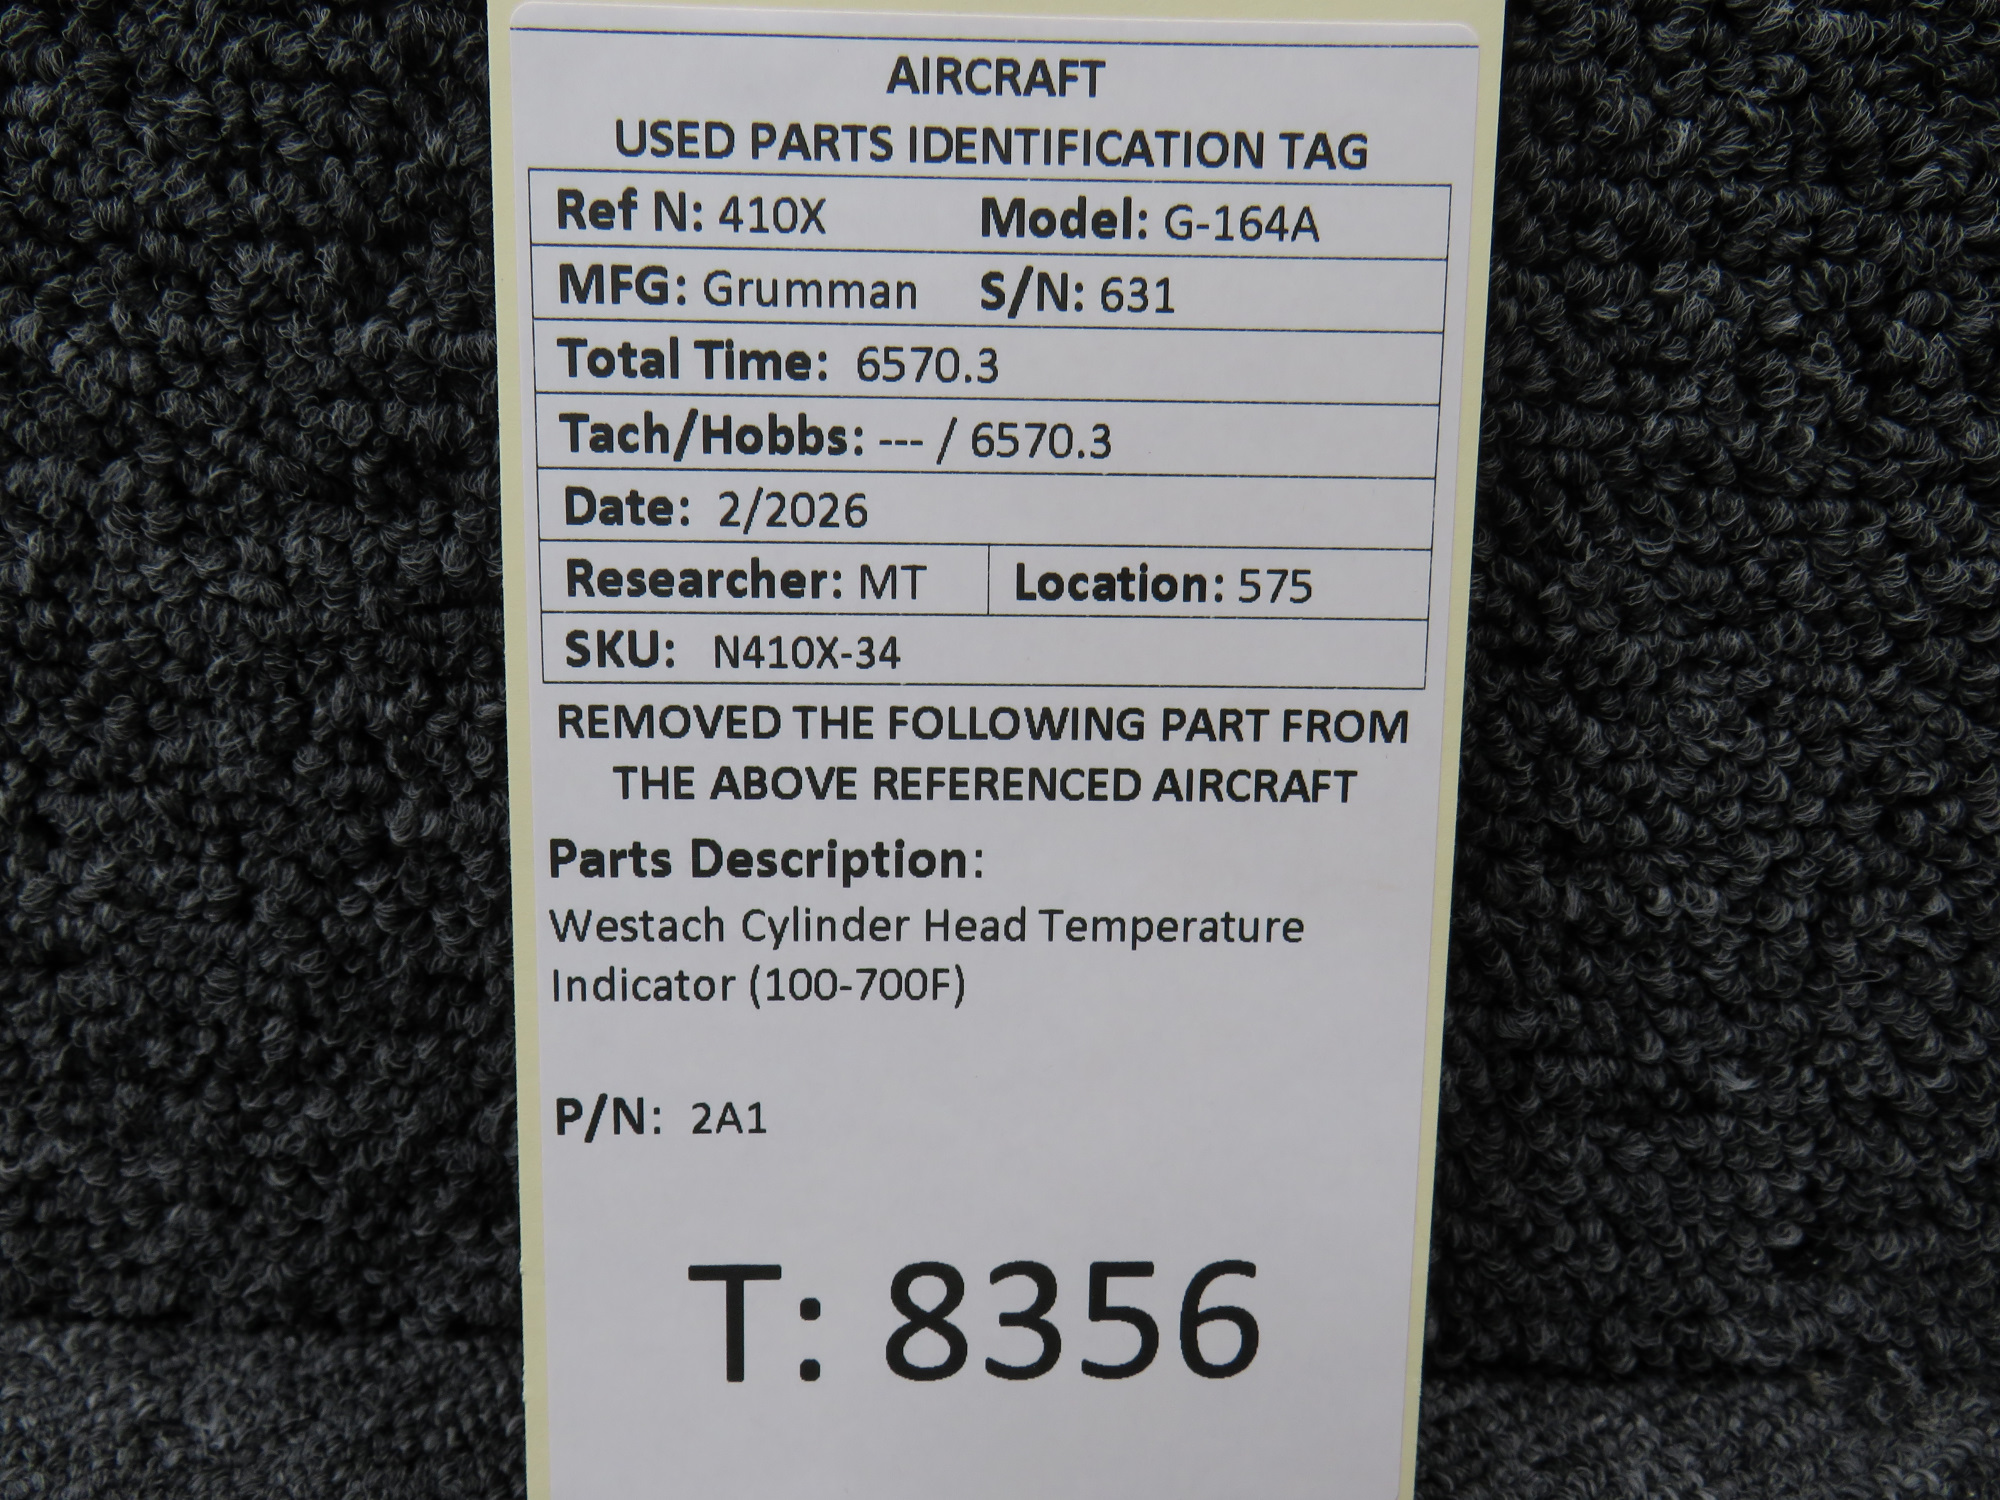 AIRCRAFT
USED PARTS IDENTIFICATION TAG
Ref N: 410X Model: G-164A
MFG: Grumman S/N: 631
Total Time: 6570.3
Tach/Hobbs: --- / 6570.3
Date: 2/2026
Researcher: MT Location: 575
SKU: N410X-34
REMOVED THE FOLLOWING PART FROM
THE ABOVE REFERENCED AIRCRAFT
Parts Description:
Westach Cylinder Head Temperature
Indicator (100-700F)
P/N: 2A1
T: 8356